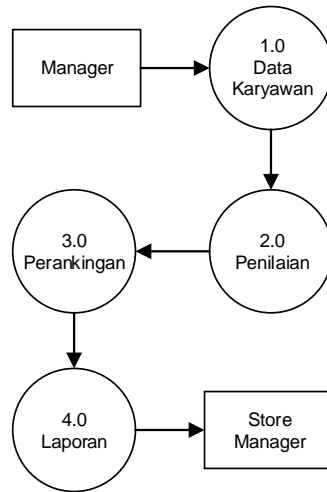 Manager
1.0
Data
Karyawan
2.0
Penilaian
3.0
Perankingan
4.0
Laporan
Store
Manager